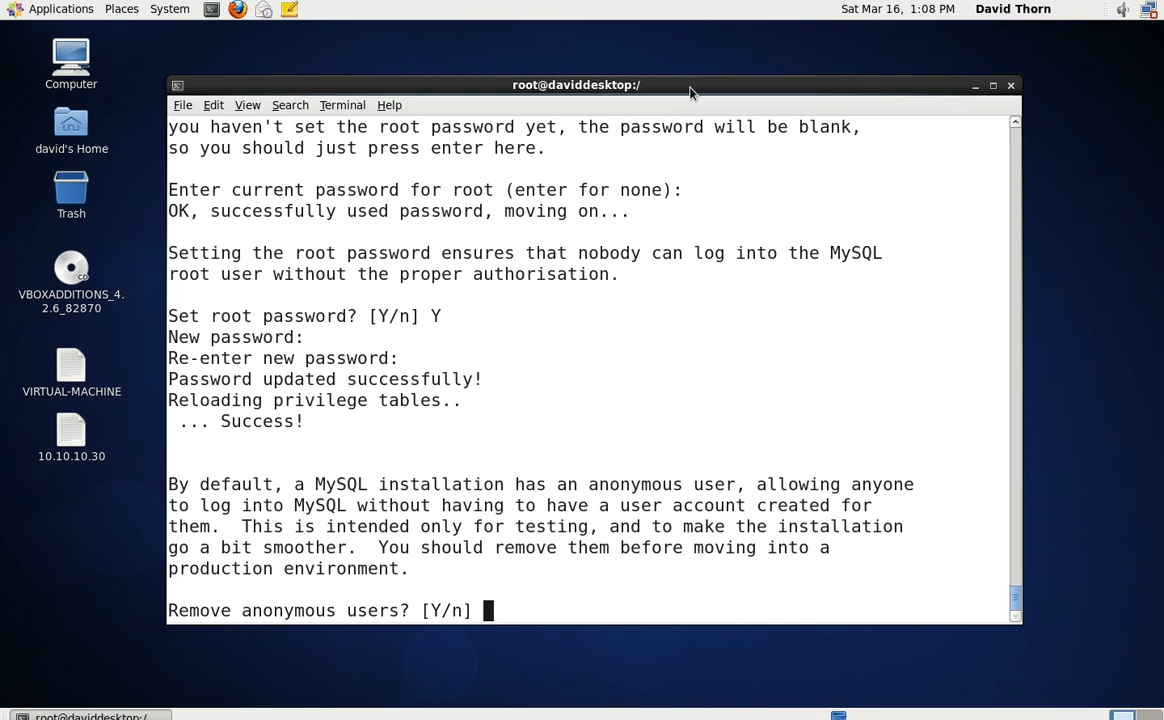 Applications Places System Sat Mar 16, 1:08 PM David Thorn
root@daviddesktop:/
File Edit View Search Terminal Help
Computer
david's Home
Trash
VBOXADDITIONS_4.
2.6_82870
VIRTUAL-MACHINE
10.10.10.30
you haven't set the root password yet, the password will be blank,
so you should just press enter here.
Enter current password for root (enter for none):
OK, successfully used password, moving on...
Setting the root password ensures that nobody can log into the MySQL
root user without the proper authorisation.
Set root password? [Y/n] Y
New password:
Re-enter new password:
Password updated successfully!
Reloading privilege tables..
... Success!
By default, a MySQL installation has an anonymous user, allowing anyone
to log into MySQL without having to have a user account created for
them. This is intended only for testing, and to make the installation
go a bit smoother. You should remove them before moving into a
production environment.
Remove anonymous users? [Y/n]
root@daviddesktop:/